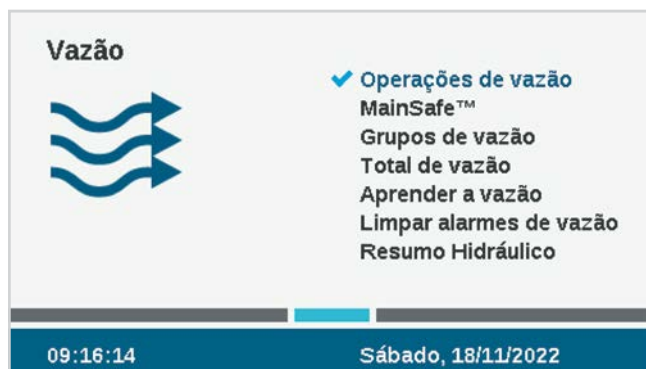 Vazão
Operações de vazão
MainSafe™
Grupos de vazão
Total de vazão
Aprender a vazão
Limpar alarmes de vazão
Resumo Hidráulico
09:16:14
Sábado, 18/11/2022